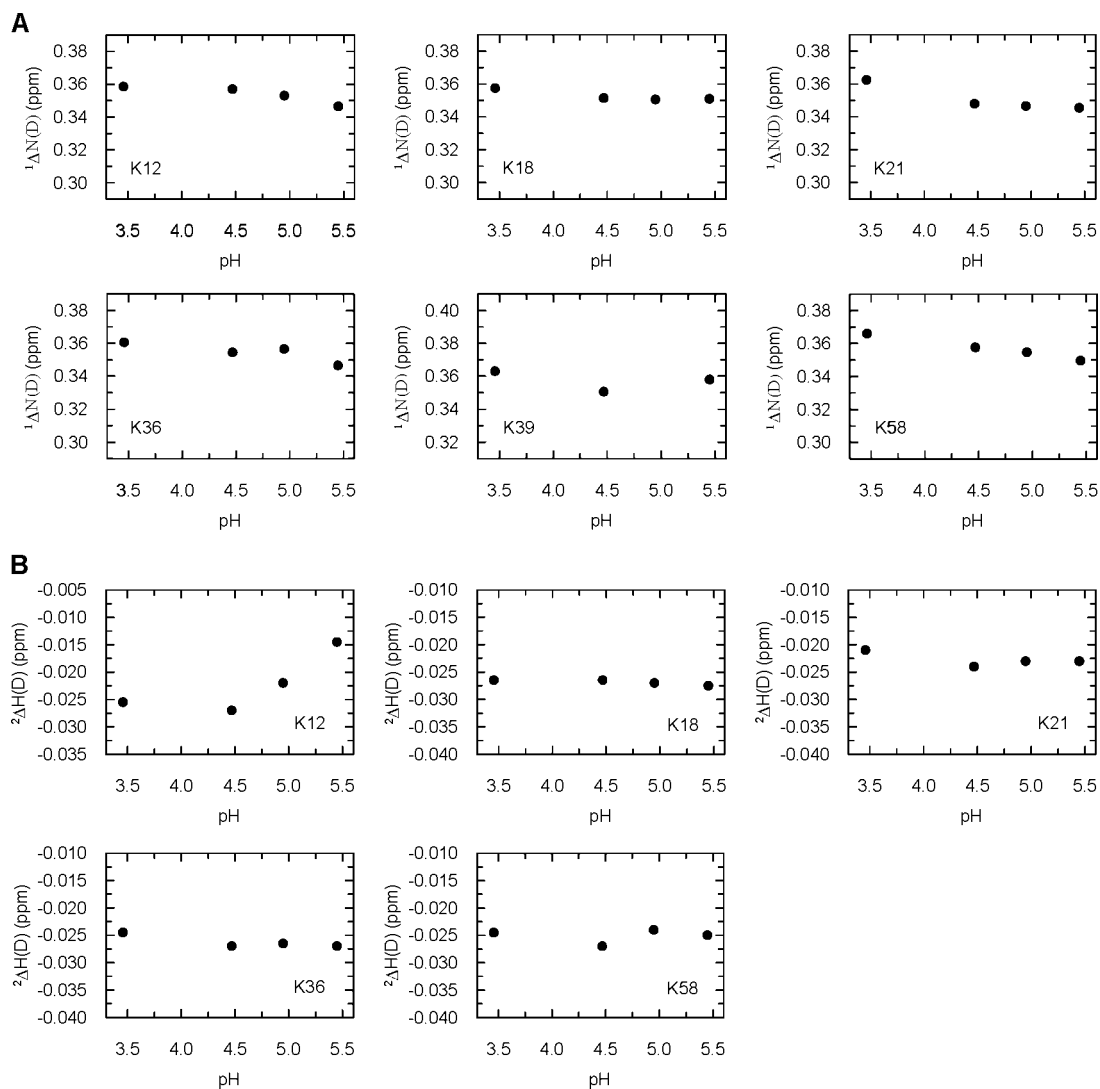 A
¹ΔN(D) (ppm)
0.38
0.36
0.34
0.32
0.30
K12
3.5 4.0 4.5 5.0 5.5
pH
¹ΔN(D) (ppm)
0.38
0.36
0.34
0.32
0.30
K18
3.5 4.0 4.5 5.0 5.5
pH
¹ΔN(D) (ppm)
0.38
0.36
0.34
0.32
0.30
K21
3.5 4.0 4.5 5.0 5.5
pH
¹ΔN(D) (ppm)
0.38
0.36
0.34
0.32
0.30
K36
3.5 4.0 4.5 5.0 5.5
pH
¹ΔN(D) (ppm)
0.40
0.38
0.36
0.34
0.32
K39
3.5 4.0 4.5 5.0 5.5
pH
¹ΔN(D) (ppm)
0.38
0.36
0.34
0.32
0.30
K58
3.5 4.0 4.5 5.0 5.5
pH
B
²ΔH(D) (ppm)
-0.005
-0.010
-0.015
-0.020
-0.025
-0.030
-0.035
K12
3.5 4.0 4.5 5.0 5.5
pH
²ΔH(D) (ppm)
-0.010
-0.015
-0.020
-0.025
-0.030
-0.035
-0.040
K18
3.5 4.0 4.5 5.0 5.5
pH
²ΔH(D) (ppm)
-0.010
-0.015
-0.020
-0.025
-0.030
-0.035
-0.040
K21
3.5 4.0 4.5 5.0 5.5
pH
²ΔH(D) (ppm)
-0.010
-0.015
-0.020
-0.025
-0.030
-0.035
-0.040
K36
3.5 4.0 4.5 5.0 5.5
pH
²ΔH(D) (ppm)
-0.010
-0.015
-0.020
-0.025
-0.030
-0.035
-0.040
K58
3.5 4.0 4.5 5.0 5.5
pH